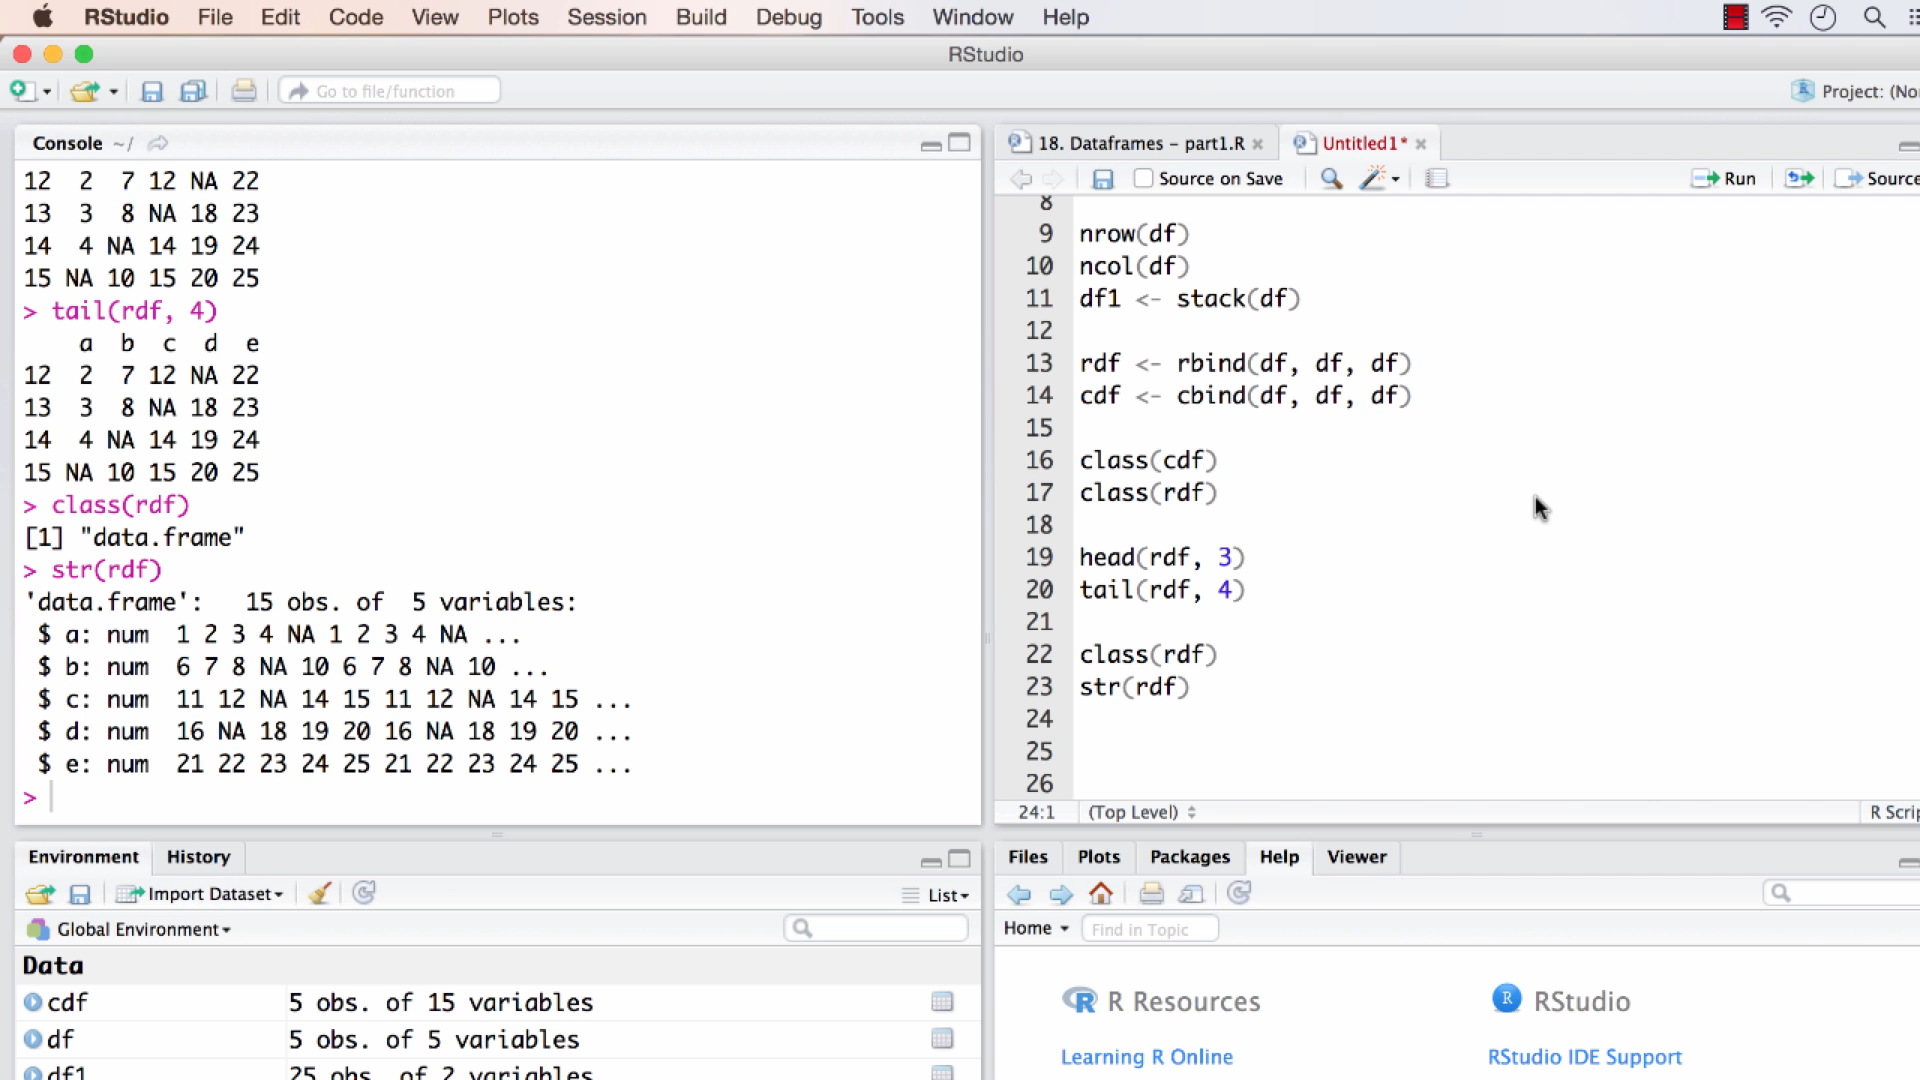 RStudio File Edit Code View Plots Session Build Debug Tools Window Help
RStudio
Go to file/function
Project: (No
Console ~/
12 2 7 12 NA 22
13 3 8 NA 18 23
14 4 NA 14 19 24
15 NA 10 15 20 25
> tail(rdf, 4)
a b c d e
12 2 7 12 NA 22
13 3 8 NA 18 23
14 4 NA 14 19 24
15 NA 10 15 20 25
> class(rdf)
[1] "data.frame"
> str(rdf)
'data.frame': 15 obs. of 5 variables:
$ a: num 1 2 3 4 NA 1 2 3 4 NA ...
$ b: num 6 7 8 NA 10 6 7 8 NA 10 ...
$ c: num 11 12 NA 14 15 11 12 NA 14 15 ...
$ d: num 16 NA 18 19 20 16 NA 18 19 20 ...
$ e: num 21 22 23 24 25 21 22 23 24 25 ...
>
18. Dataframes - part1.R Untitled1*
Source on Save Run Source
8
9 nrow(df)
10 ncol(df)
11 df1 <- stack(df)
12
13 rdf <- rbind(df, df, df)
14 cdf <- cbind(df, df, df)
15
16 class(cdf)
17 class(rdf)
18
19 head(rdf, 3)
20 tail(rdf, 4)
21
22 class(rdf)
23 str(rdf)
24
25
26
24:1 (Top Level) R Scrip
Environment History
Import Dataset List
Global Environment
Data
cdf 5 obs. of 15 variables
df 5 obs. of 5 variables
df1 25 obs. of 2 variables
Files Plots Packages Help Viewer
Home Find in Topic
R Resources
Learning R Online
RStudio
RStudio IDE Support